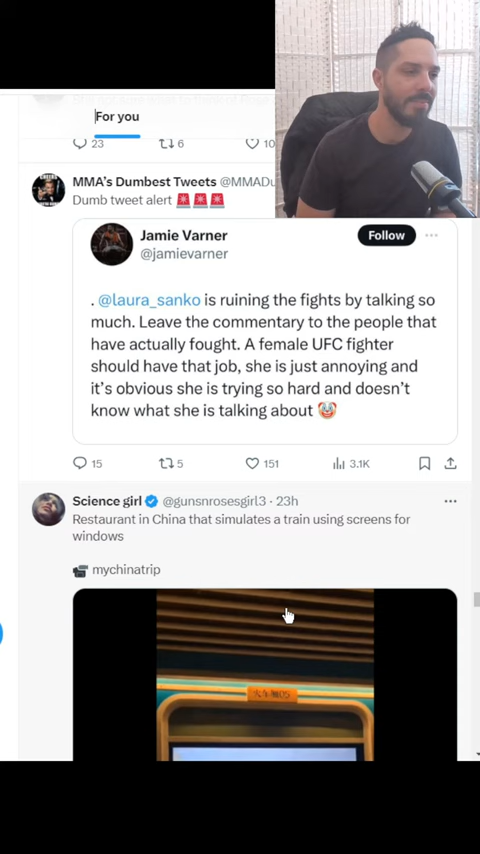 For you
23
6
10
MMA's Dumbest Tweets @MMADu
Dumb tweet alert 🚨🚨🚨
Jamie Varner
Follow
@jamievarner
. @laura_sanko is ruining the fights by talking so
much. Leave the commentary to the people that
have actually fought. A female UFC fighter
should have that job, she is just annoying and
it's obvious she is trying so hard and doesn't
know what she is talking about 🤡
15
5
151
3.1K
Science girl @gunsnrosesgirl3 · 23h
Restaurant in China that simulates a train using screens for
windows
📹 mychinatrip